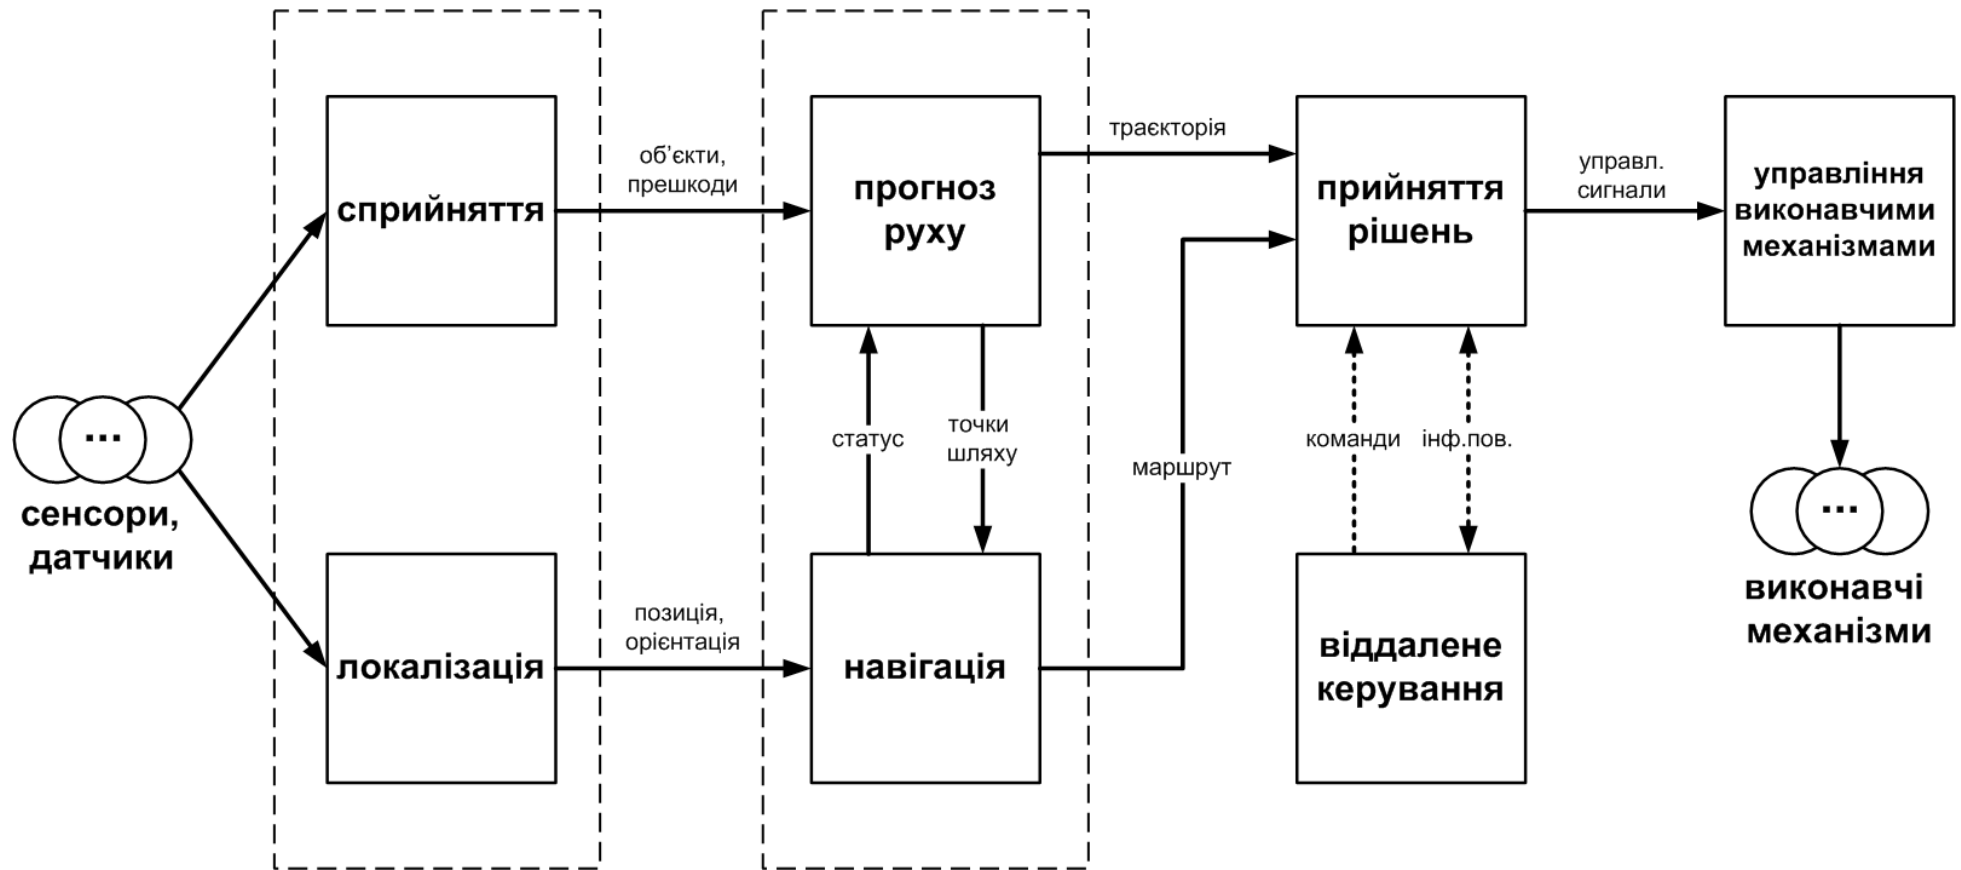 сприйняття
об’єкти,
прешкоди
прогноз
руху
траєкторія
прийняття
рішень
управл.
сигнали
управління
виконавчими
механізмами
...
сенсори,
датчики
статус
точки
шляху
маршрут
команди
інф.пов.
...
виконавчі
механізми
локалізація
позиція,
орієнтація
навігація
віддалене
керування